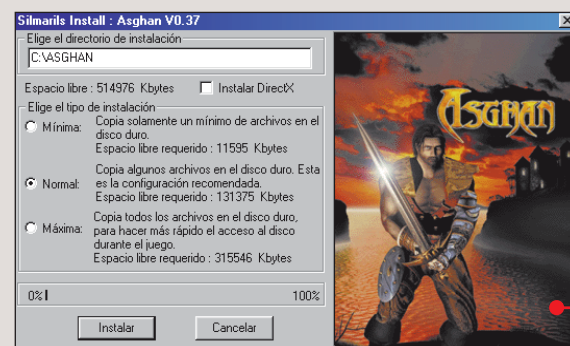 Silmarils Install : Asghan V0.37
Elige el directorio de instalación
C:\ASGHAN
Espacio libre : 514976 Kbytes
Instalar DirectX
Elige el tipo de instalación
Mínima:
Copia solamente un mínimo de archivos en el
disco duro.
Espacio libre requerido : 11595 Kbytes
Normal:
Copia algunos archivos en el disco duro. Esta
es la configuración recomendada.
Espacio libre requerido : 131375 Kbytes
Máxima:
Copia todos los archivos en el disco duro,
para hacer más rápido el acceso al disco
durante el juego.
Espacio libre requerido : 315546 Kbytes
0%
100%
Instalar
Cancelar
ASGHAN